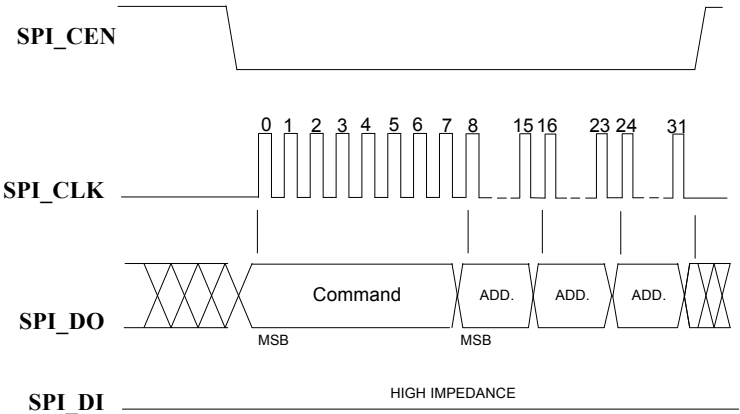 SPI_CEN
0 1 2 3 4 5 6 7 8 15 16 23 24 31
SPI_CLK
Command ADD. ADD. ADD.
SPI_DO
MSB MSB
HIGH IMPEDANCE
SPI_DI